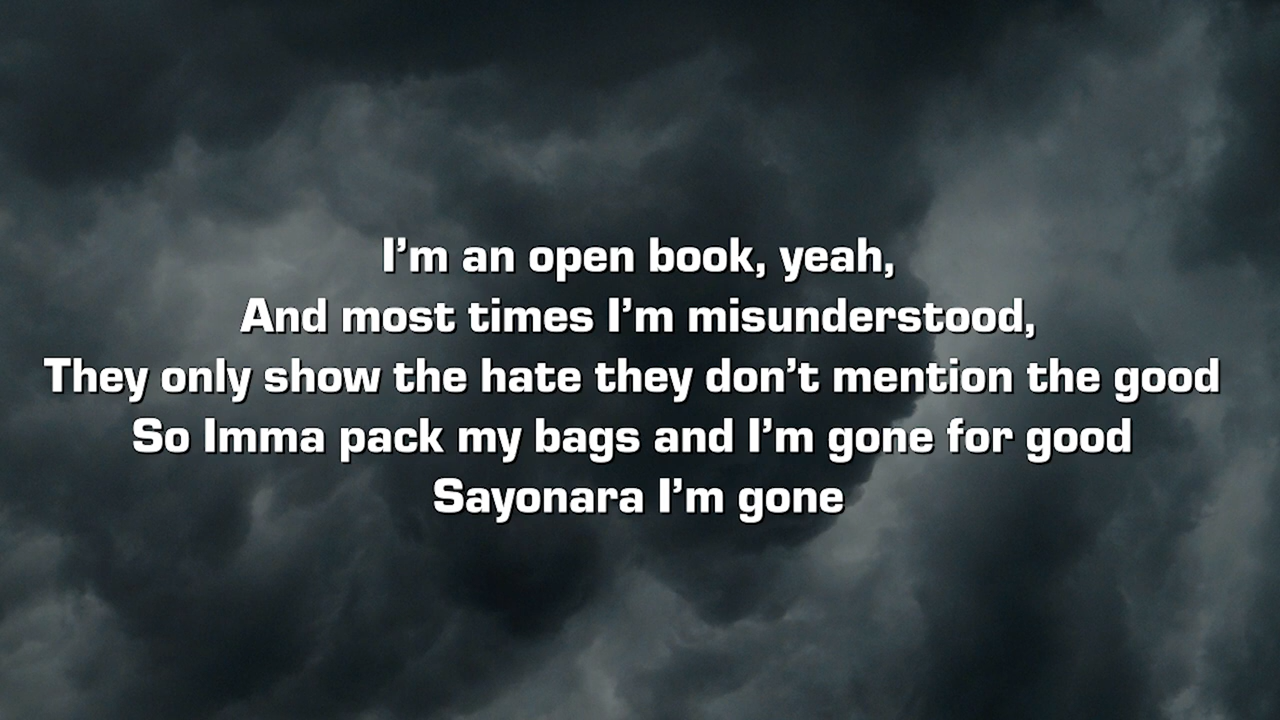 I’m an open book, yeah,
And most times I’m misunderstood,
They only show the hate they don’t mention the good
So Imma pack my bags and I’m gone for good
Sayonara I’m gone